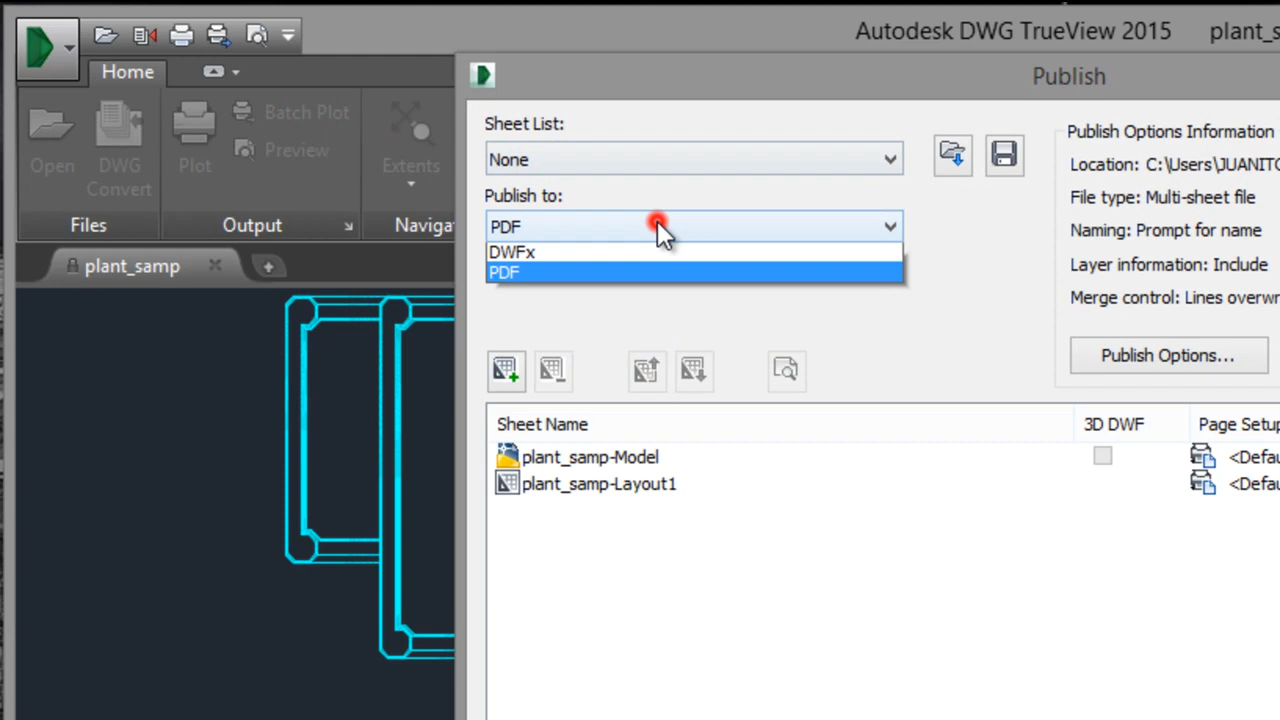 Autodesk DWG TrueView 2015 plant_s
Home
Publish
Open
DWG
Convert
Plot
Batch Plot
Preview
Extents
Files
Output
Naviga
plant_samp
Sheet List:
None
Publish to:
PDF
DWFx
PDF
Publish Options Information
Location: C:\Users\JUANITO
File type: Multi-sheet file
Naming: Prompt for name
Layer information: Include
Merge control: Lines overwr
Publish Options...
Sheet Name 3D DWF Page Setup
plant_samp-Model <Defau
plant_samp-Layout1 <Defau